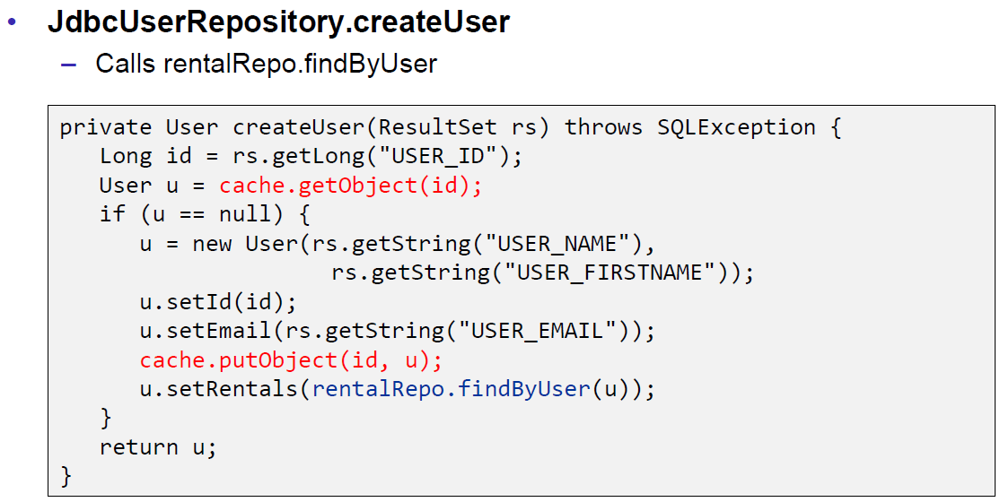 • JdbcUserRepository.createUser
– Calls rentalRepo.findByUser
private User createUser(ResultSet rs) throws SQLException {
   Long id = rs.getLong("USER_ID");
   User u = cache.getObject(id);
   if (u == null) {
      u = new User(rs.getString("USER_NAME"),
                    rs.getString("USER_FIRSTNAME"));
      u.setId(id);
      u.setEmail(rs.getString("USER_EMAIL"));
      cache.putObject(id, u);
      u.setRentals(rentalRepo.findByUser(u));
   }
   return u;
}